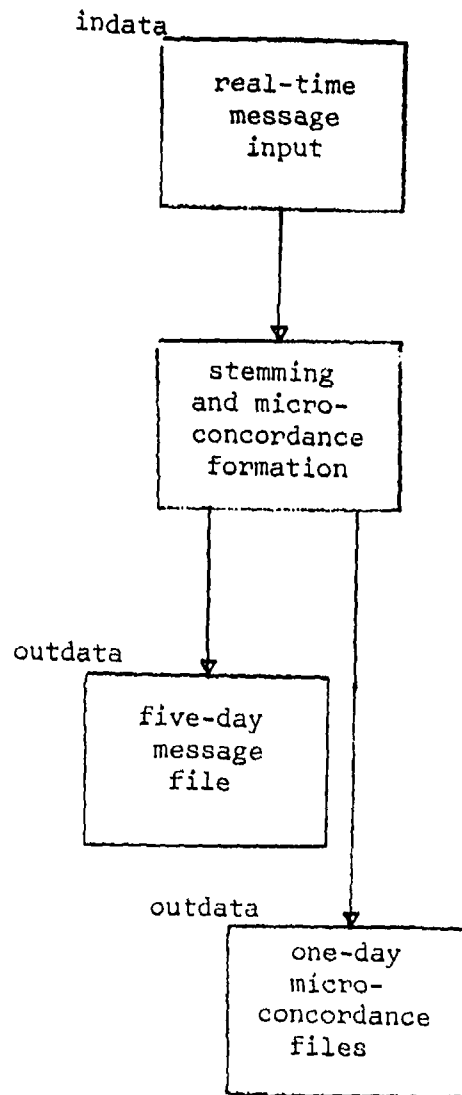 indata
real-time
message
input
stemming
and micro-
concordance
formation
outdata
five-day
message
file
outdata
one-day
micro-
concordance
files